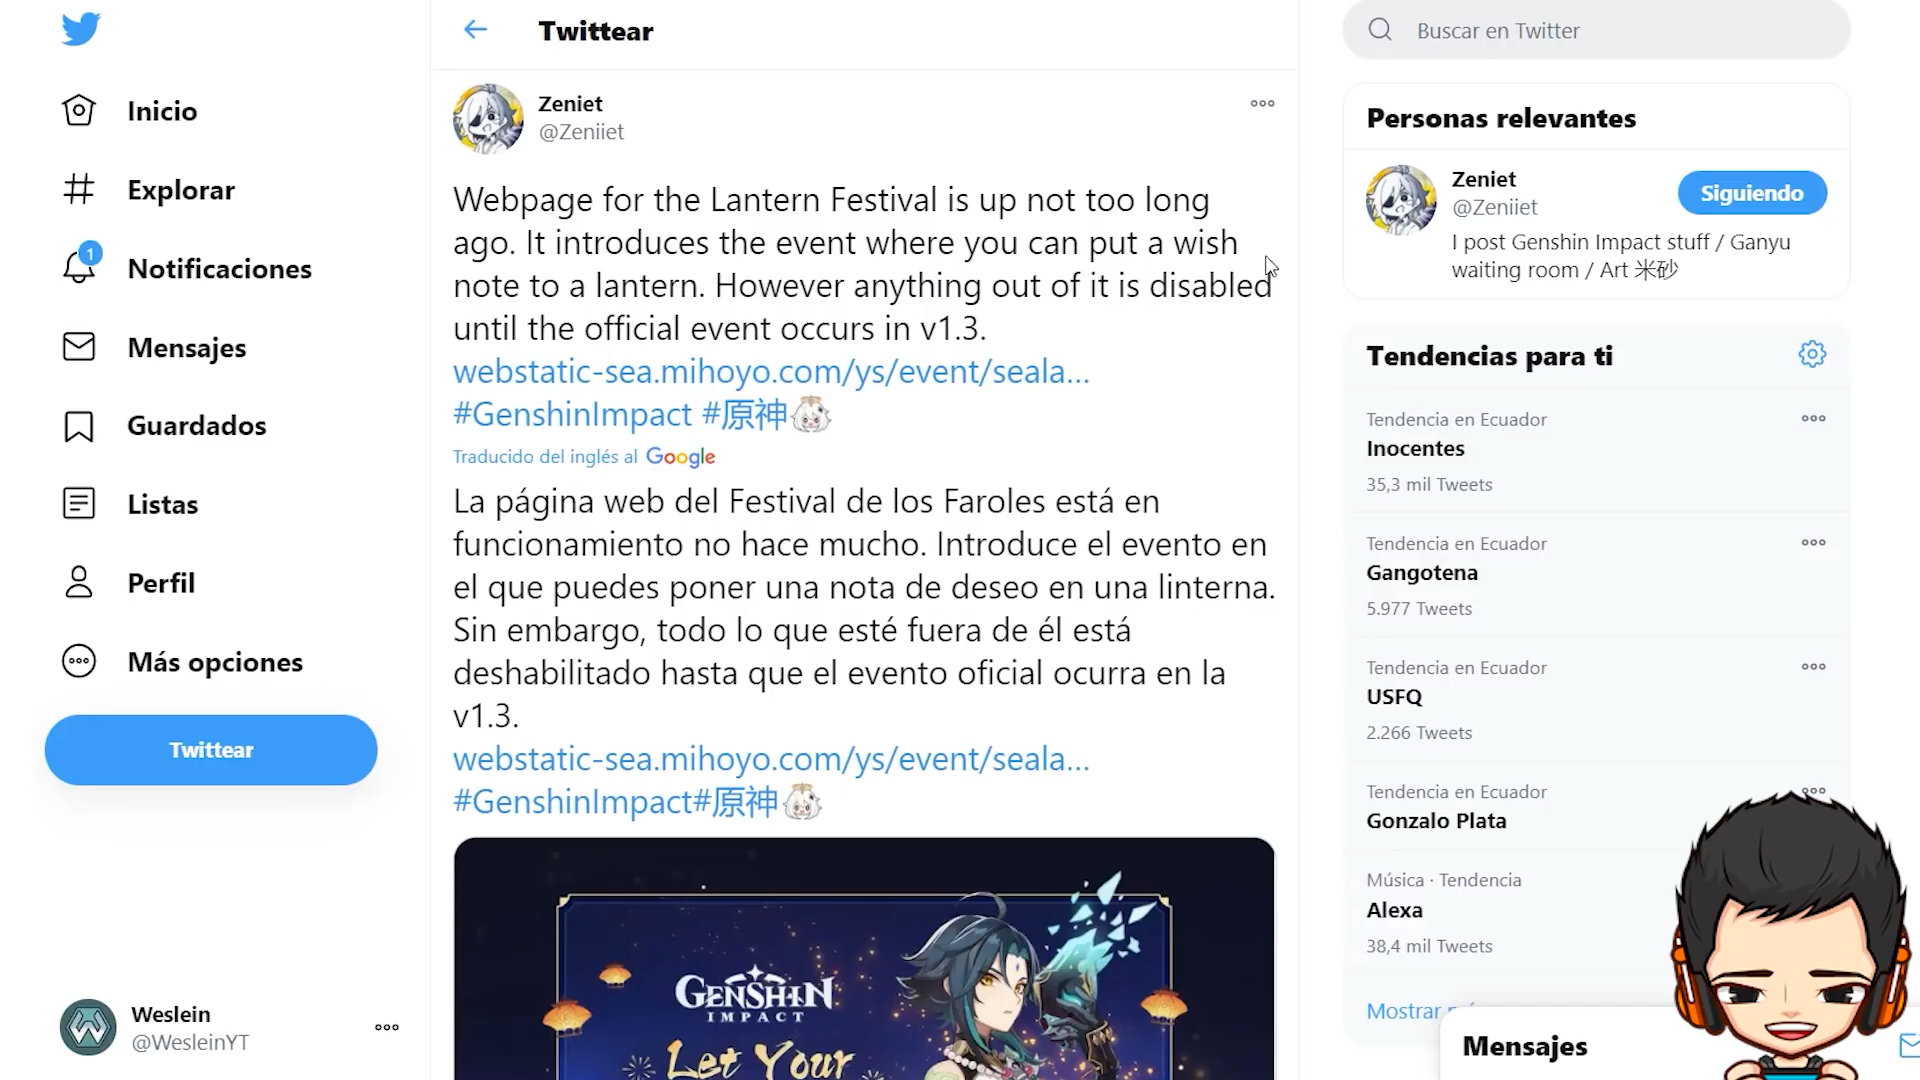 Inicio
Explorar
1
Notificaciones
Mensajes
Guardados
Listas
Perfil
Más opciones
Twittear
Weslein
@WesleinYT
Twittear
Zeniet
@Zeniiet
Webpage for the Lantern Festival is up not too long
ago. It introduces the event where you can put a wish
note to a lantern. However anything out of it is disabled
until the official event occurs in v1.3.
webstatic-sea.mihoyo.com/ys/event/seala...
#GenshinImpact #原神
Traducido del inglés al Google
La página web del Festival de los Faroles está en
funcionamiento no hace mucho. Introduce el evento en
el que puedes poner una nota de deseo en una linterna.
Sin embargo, todo lo que esté fuera de él está
deshabilitado hasta que el evento oficial ocurra en la
v1.3.
webstatic-sea.mihoyo.com/ys/event/seala...
#GenshinImpact#原神
GENSHIN
IMPACT
Let Your
Buscar en Twitter
Personas relevantes
Zeniet
@Zeniiet
Siguiendo
I post Genshin Impact stuff / Ganyu
waiting room / Art 米砂
Tendencias para ti
Tendencia en Ecuador
Inocentes
35,3 mil Tweets
Tendencia en Ecuador
Gangotena
5.977 Tweets
Tendencia en Ecuador
USFQ
2.266 Tweets
Tendencia en Ecuador
Gonzalo Plata
Música · Tendencia
Alexa
38,4 mil Tweets
Mostrar
Mensajes